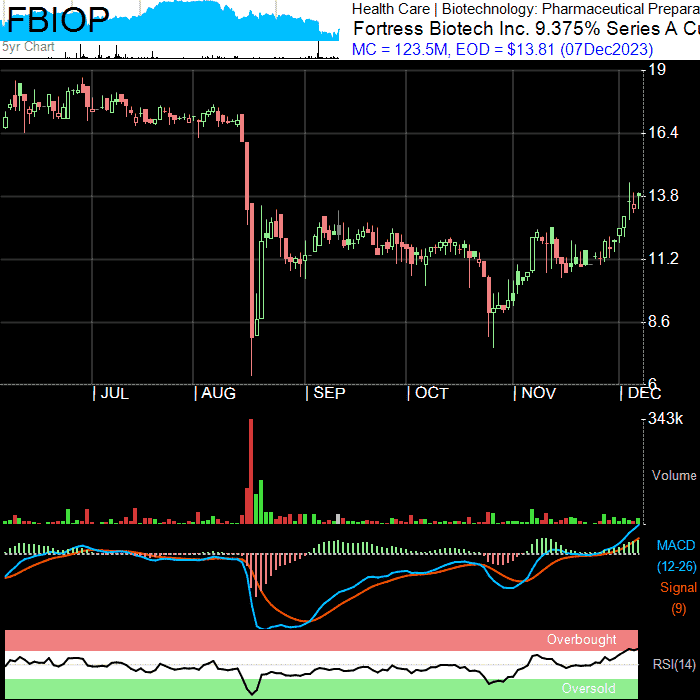 FBIOP
5yr Chart
Health Care | Biotechnology: Pharmaceutical Prepara
Fortress Biotech Inc. 9.375% Series A Cu
MC = 123.5M, EOD = $13.81 (07Dec2023)
19
16.4
13.8
11.2
8.6
6
JUL AUG SEP OCT NOV DEC
343k
Volume
MACD
(12-26)
Signal
(9)
Overbought
RSI(14)
Oversold